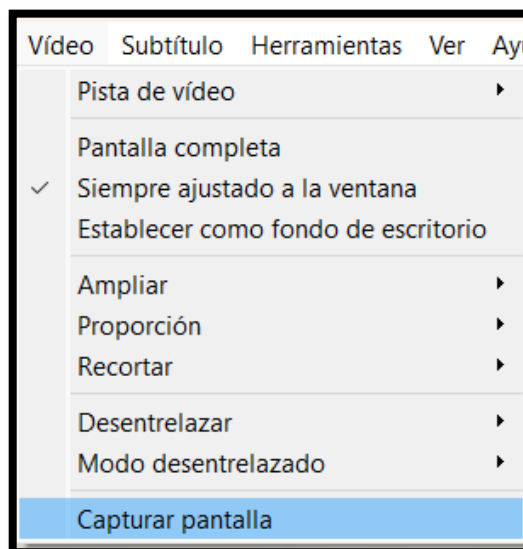 Vídeo Subtítulo Herramientas Ver Ayu
Pista de vídeo
Pantalla completa
Siempre ajustado a la ventana
Establecer como fondo de escritorio
Ampliar
Proporción
Recortar
Desentrelazar
Modo desentrelazado
Capturar pantalla